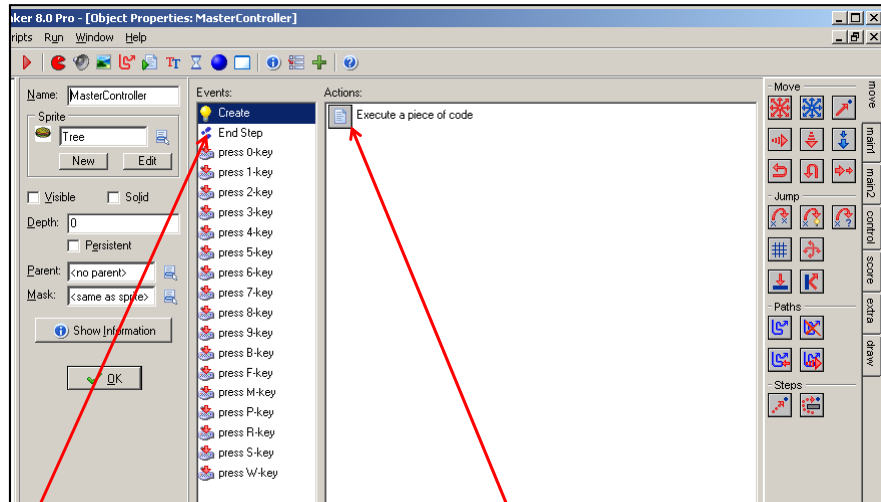 ker 8.0 Pro - [Object Properties: MasterController]
ripts Run Window Help
Name: MasterController
Sprite
Tree
New Edit
Visible Solid
Depth: 0
Persistent
Parent: <no parent>
Mask: <same as sprite>
Show Information
OK
Events:
Create
End Step
press 0-key
press 1-key
press 2-key
press 3-key
press 4-key
press 5-key
press 6-key
press 7-key
press 8-key
press 9-key
press B-key
press F-key
press M-key
press P-key
press R-key
press S-key
press W-key
Actions:
Execute a piece of code
Move
Jump
Paths
Steps
move
main1
main2
control
score
extra
draw